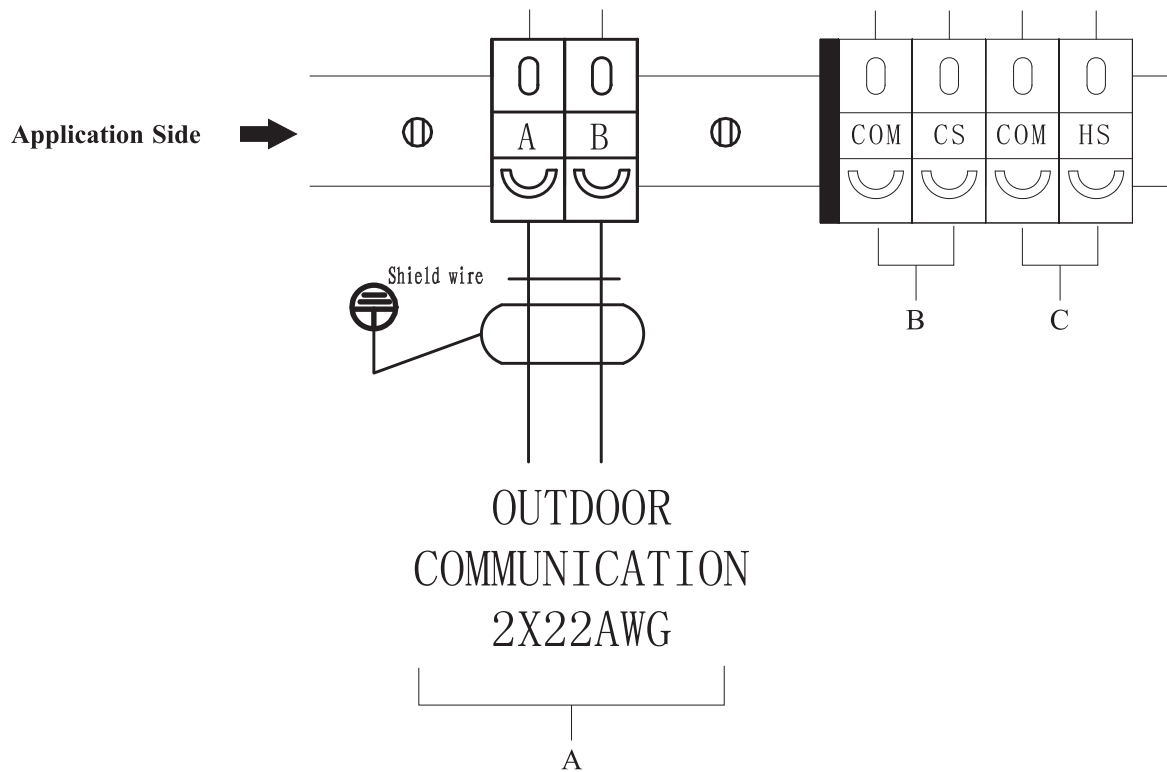 Application Side
A B
COM CS COM HS
Shield wire
B C
OUTDOOR
COMMUNICATION
2X22AWG
A